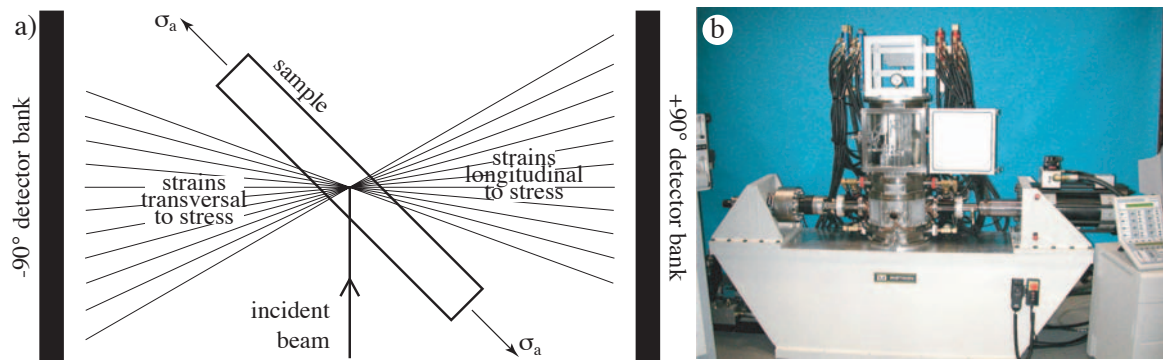 a)
σa
sample
-90° detector bank
strains
transversal
to stress
strains
longitudinal
to stress
+90° detector bank
incident
beam
σa
b